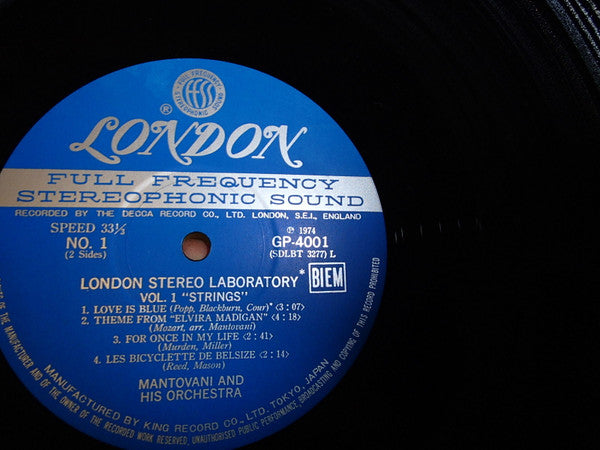 FULL FREQUENCY
ffss
STEREOPHONIC SOUND
®
LONDON
FULL FREQUENCY
STEREOPHONIC SOUND
RECORDED BY THE DECCA RECORD CO., LTD. LONDON, S.E.I., ENGLAND
SPEED 33⅓
NO. 1
(2 Sides)
Ⓟ 1974
GP-4001
(SDLBT 3277) L
LONDON STEREO LABORATORY*
VOL. 1 "STRINGS"
BIEM
1. LOVE IS BLUE (Popp, Blackburn, Cour)* <3:07>
2. THEME FROM "ELVIRA MADIGAN" <4:18>
(Mozart, arr. Mantovani)
3. FOR ONCE IN MY LIFE <2:41>
(Murden, Miller)
4. LES BICYCLETTE DE BELSIZE <2:14>
(Reed, Mason)
MANTOVANI AND
HIS ORCHESTRA
MANUFACTURED BY KING RECORD CO., LTD. TOKYO, JAPAN
OF THE MANUFACTURER AND OF THE OWNER OF THE RECORDED WORK RESERVED. UNAUTHORISED PUBLIC PERFORMANCE, BROADCASTING AND COPYING OF THIS RECORD PROHIBITED